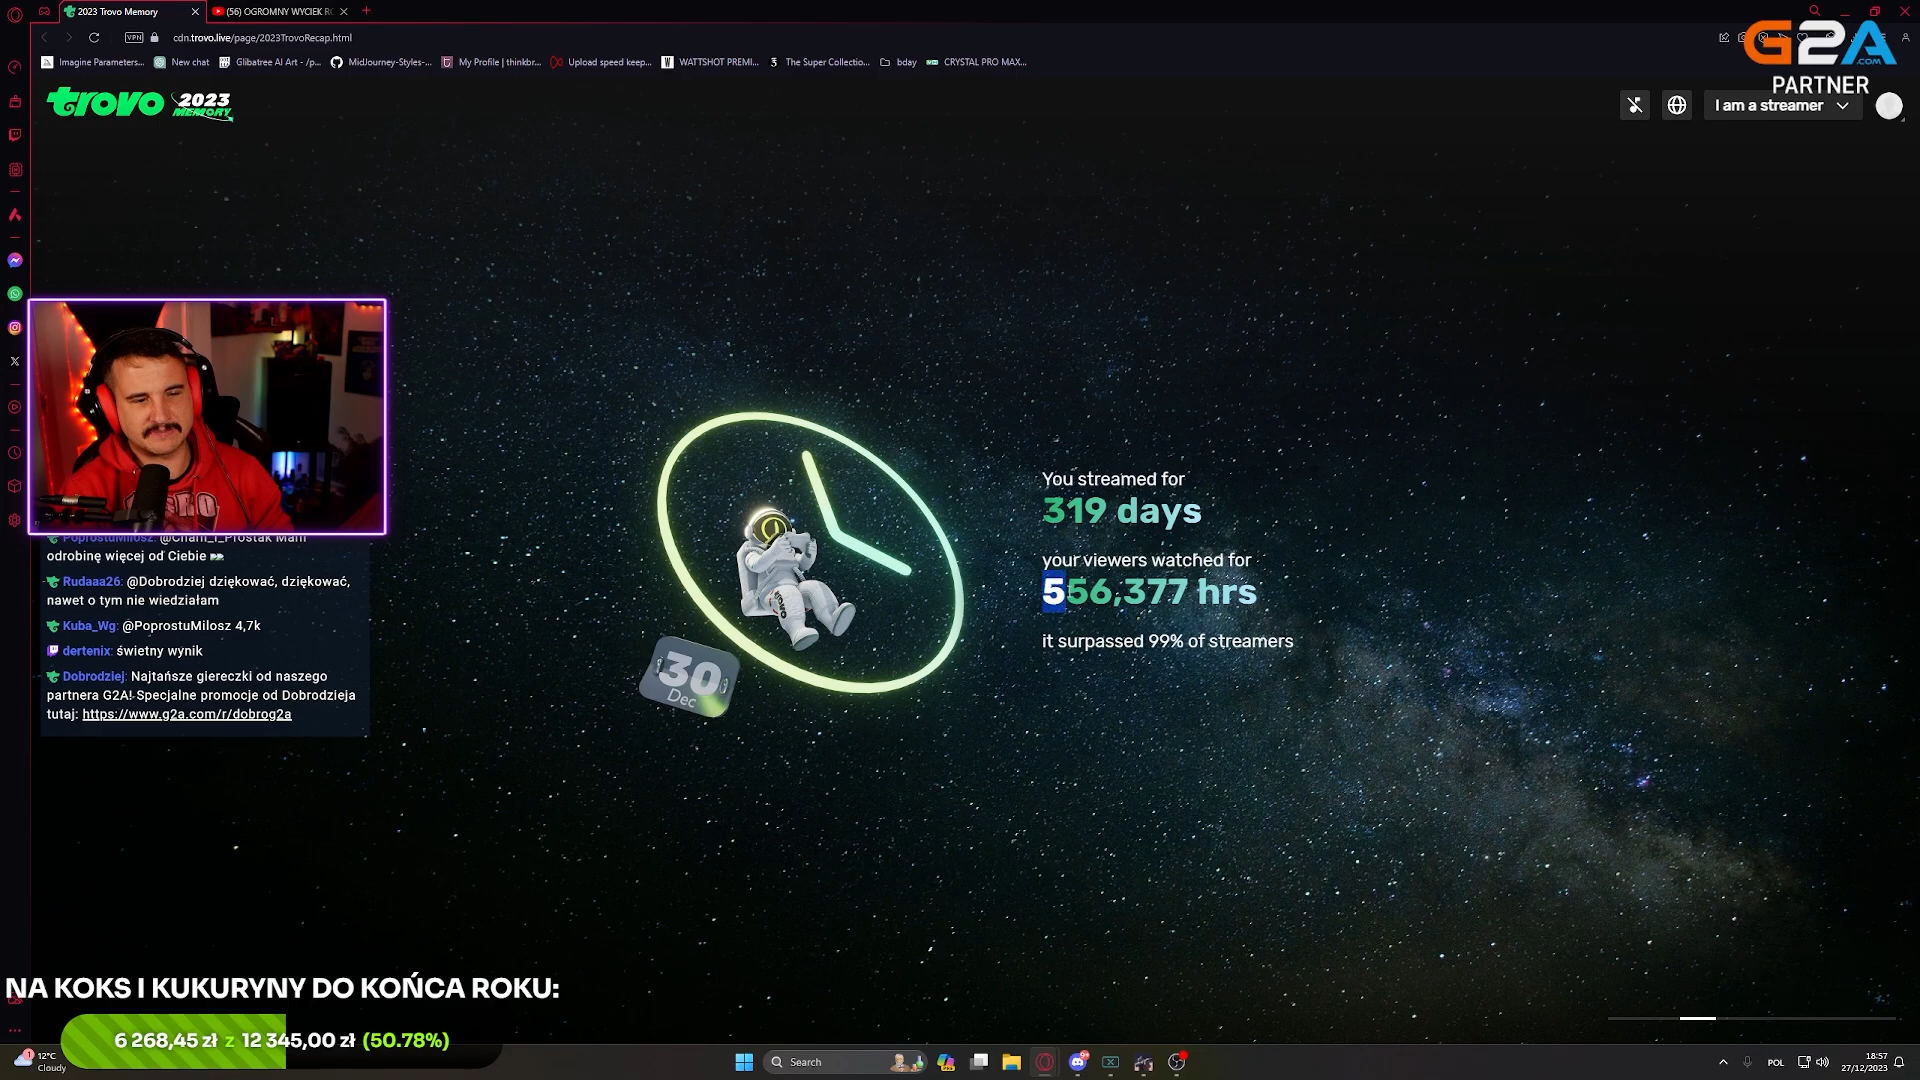 2023 Trovo Memory
(56) OGROMNY WYCIEK RO
VPN
cdn.trovo.live/page/2023TrovoRecap.html
Imagine Parameters...
New chat
Glibatree AI Art - /p...
MidJourney-Styles-...
My Profile | thinkbr...
Upload speed keep...
WATTSHOT PREMI...
The Super Collectio...
bday
CRYSTAL PRO MAX...
G2A
.COM
PARTNER
trovo 2023
MEMORY
I am a streamer
You streamed for
319 days
your viewers watched for
556,377 hrs
it surpassed 99% of streamers
30
Dec
odrobinę więcej od Ciebie
Rudaaa26: @Dobrodziej dziękować, dziękować,
nawet o tym nie wiedziałam
Kuba_Wg: @PoprostuMilosz 4,7k
dertenix: świetny wynik
Dobrodziej: Najtańsze giereczki od naszego
partnera G2A! Specjalne promocje od Dobrodzieja
tutaj: https://www.g2a.com/r/dobrog2a
NA KOKS I KUKURYNY DO KOŃCA ROKU:
6 268,45 zł z 12 345,00 zł (50.78%)
12°C
Cloudy
Search
POL
18:57
27/12/2023